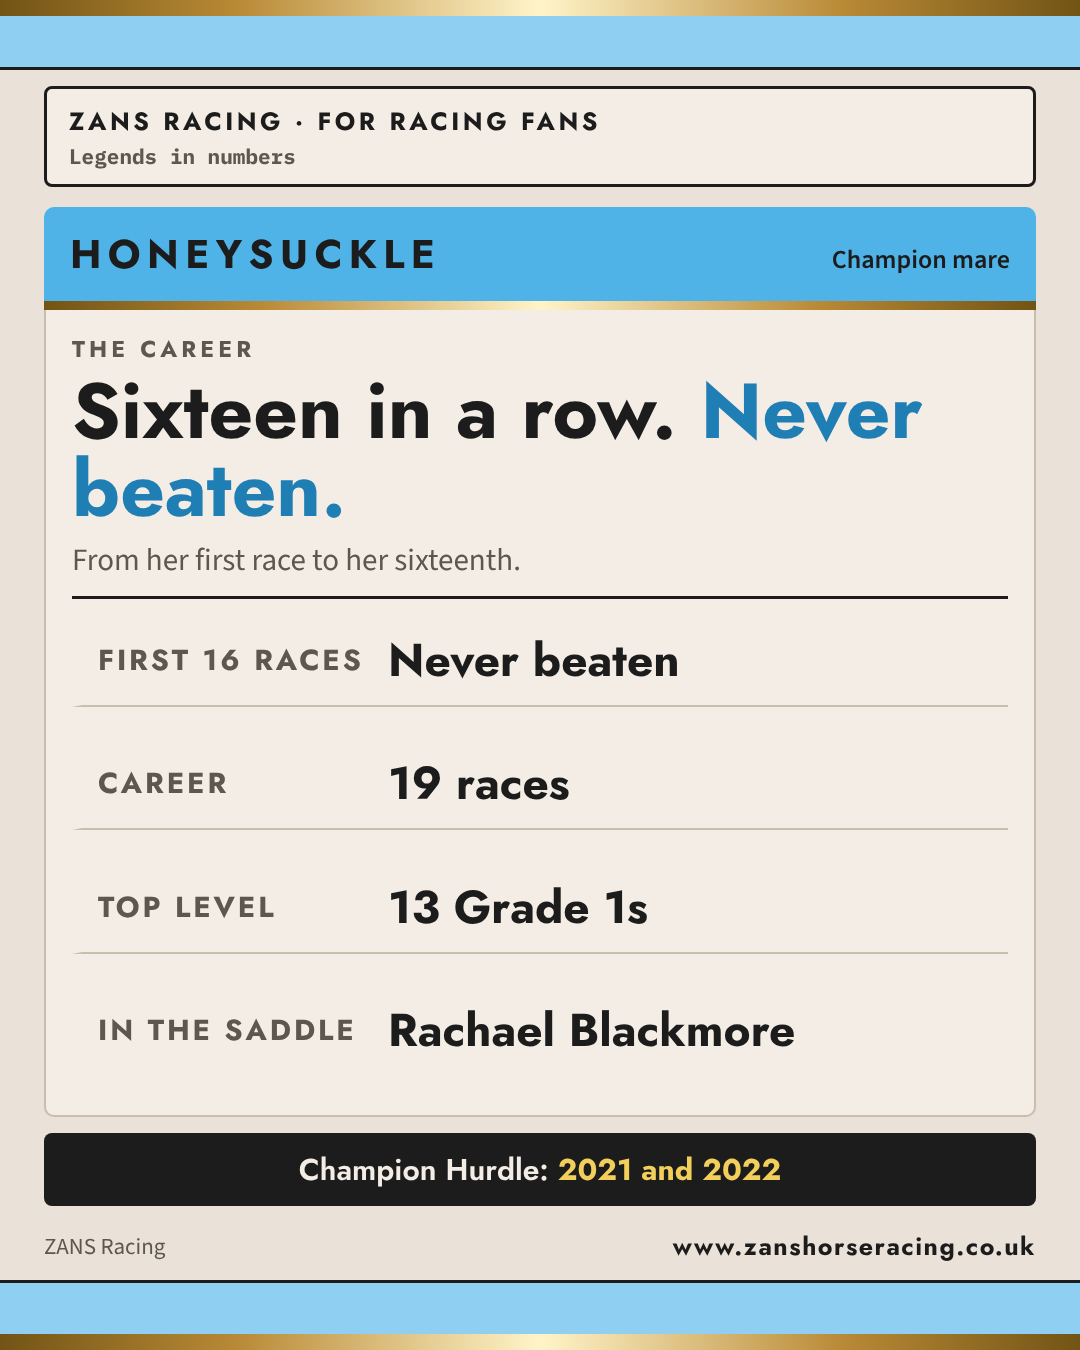 ZANS RACING · FOR RACING FANS
Legends in numbers
HONEYSUCKLE
Champion mare
THE CAREER
Sixteen in a row. Never
beaten.
From her first race to her sixteenth.
FIRST 16 RACES Never beaten
CAREER 19 races
TOP LEVEL 13 Grade 1s
IN THE SADDLE Rachael Blackmore
Champion Hurdle: 2021 and 2022
ZANS Racing
www.zanshorseracing.co.uk